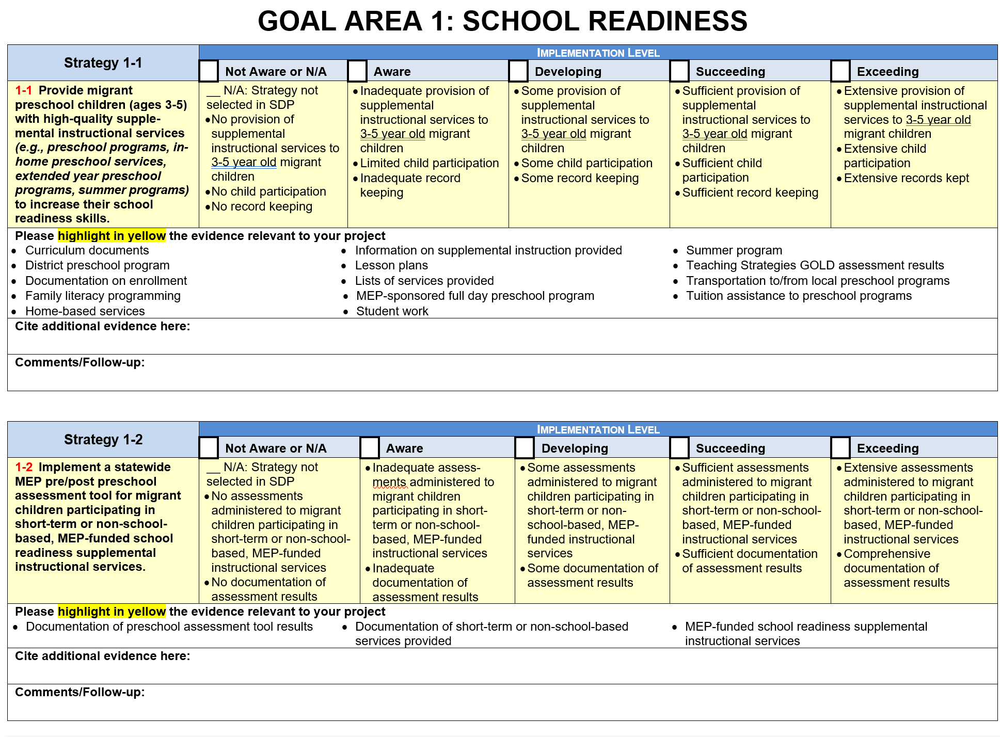 GOAL AREA 1: SCHOOL READINESS
Strategy 1-1
IMPLEMENTATION LEVEL
Not Aware or N/A
Aware
Developing
Succeeding
Exceeding
1-1 Provide migrant
preschool children (ages 3-5)
with high-quality supple-
mental instructional services
(e.g., preschool programs, in-
home preschool services,
extended year preschool
programs, summer programs)
to increase their school
readiness skills.
__ N/A: Strategy not
selected in SDP
•No provision of
supplemental
instructional services to
3-5 year old migrant
children
•No child participation
•No record keeping
•Inadequate provision of
supplemental
instructional services to
3-5 year old migrant
children
•Limited child participation
•Inadequate record
keeping
•Some provision of
supplemental
instructional services to
3-5 year old migrant
children
•Some child participation
•Some record keeping
•Sufficient provision of
supplemental
instructional services to
3-5 year old migrant
children
•Sufficient child
participation
•Sufficient record keeping
•Extensive provision of
supplemental instructional
services to 3-5 year old
migrant children
•Extensive child
participation
•Extensive records kept
Please highlight in yellow the evidence relevant to your project
• Curriculum documents
• District preschool program
• Documentation on enrollment
• Family literacy programming
• Home-based services
• Information on supplemental instruction provided
• Lesson plans
• Lists of services provided
• MEP-sponsored full day preschool program
• Student work
• Summer program
• Teaching Strategies GOLD assessment results
• Transportation to/from local preschool programs
• Tuition assistance to preschool programs
Cite additional evidence here:
Comments/Follow-up:
Strategy 1-2
IMPLEMENTATION LEVEL
Not Aware or N/A
Aware
Developing
Succeeding
Exceeding
1-2 Implement a statewide
MEP pre/post preschool
assessment tool for migrant
children participating in
short-term or non-school-
based, MEP-funded school
readiness supplemental
instructional services.
__ N/A: Strategy not
selected in SDP
•No assessments
administered to migrant
children participating in
short-term or non-school-
based, MEP-funded
instructional services
•No documentation of
assessment results
•Inadequate assess-
ments administered to
migrant children
participating in short-
term or non-school-
based, MEP-funded
instructional services
•Inadequate
documentation of
assessment results
•Some assessments
administered to migrant
children participating in
short-term or non-
school-based, MEP-
funded instructional
services
•Some documentation of
assessment results
•Sufficient assessments
administered to migrant
children participating in
short-term or non-school-
based, MEP-funded
instructional services
•Sufficient documentation
of assessment results
•Extensive assessments
administered to migrant
children participating in
short-term or non-school-
based, MEP-funded
instructional services
•Comprehensive
documentation of
assessment results
Please highlight in yellow the evidence relevant to your project
• Documentation of preschool assessment tool results
• Documentation of short-term or non-school-based
services provided
• MEP-funded school readiness supplemental
instructional services
Cite additional evidence here:
Comments/Follow-up: